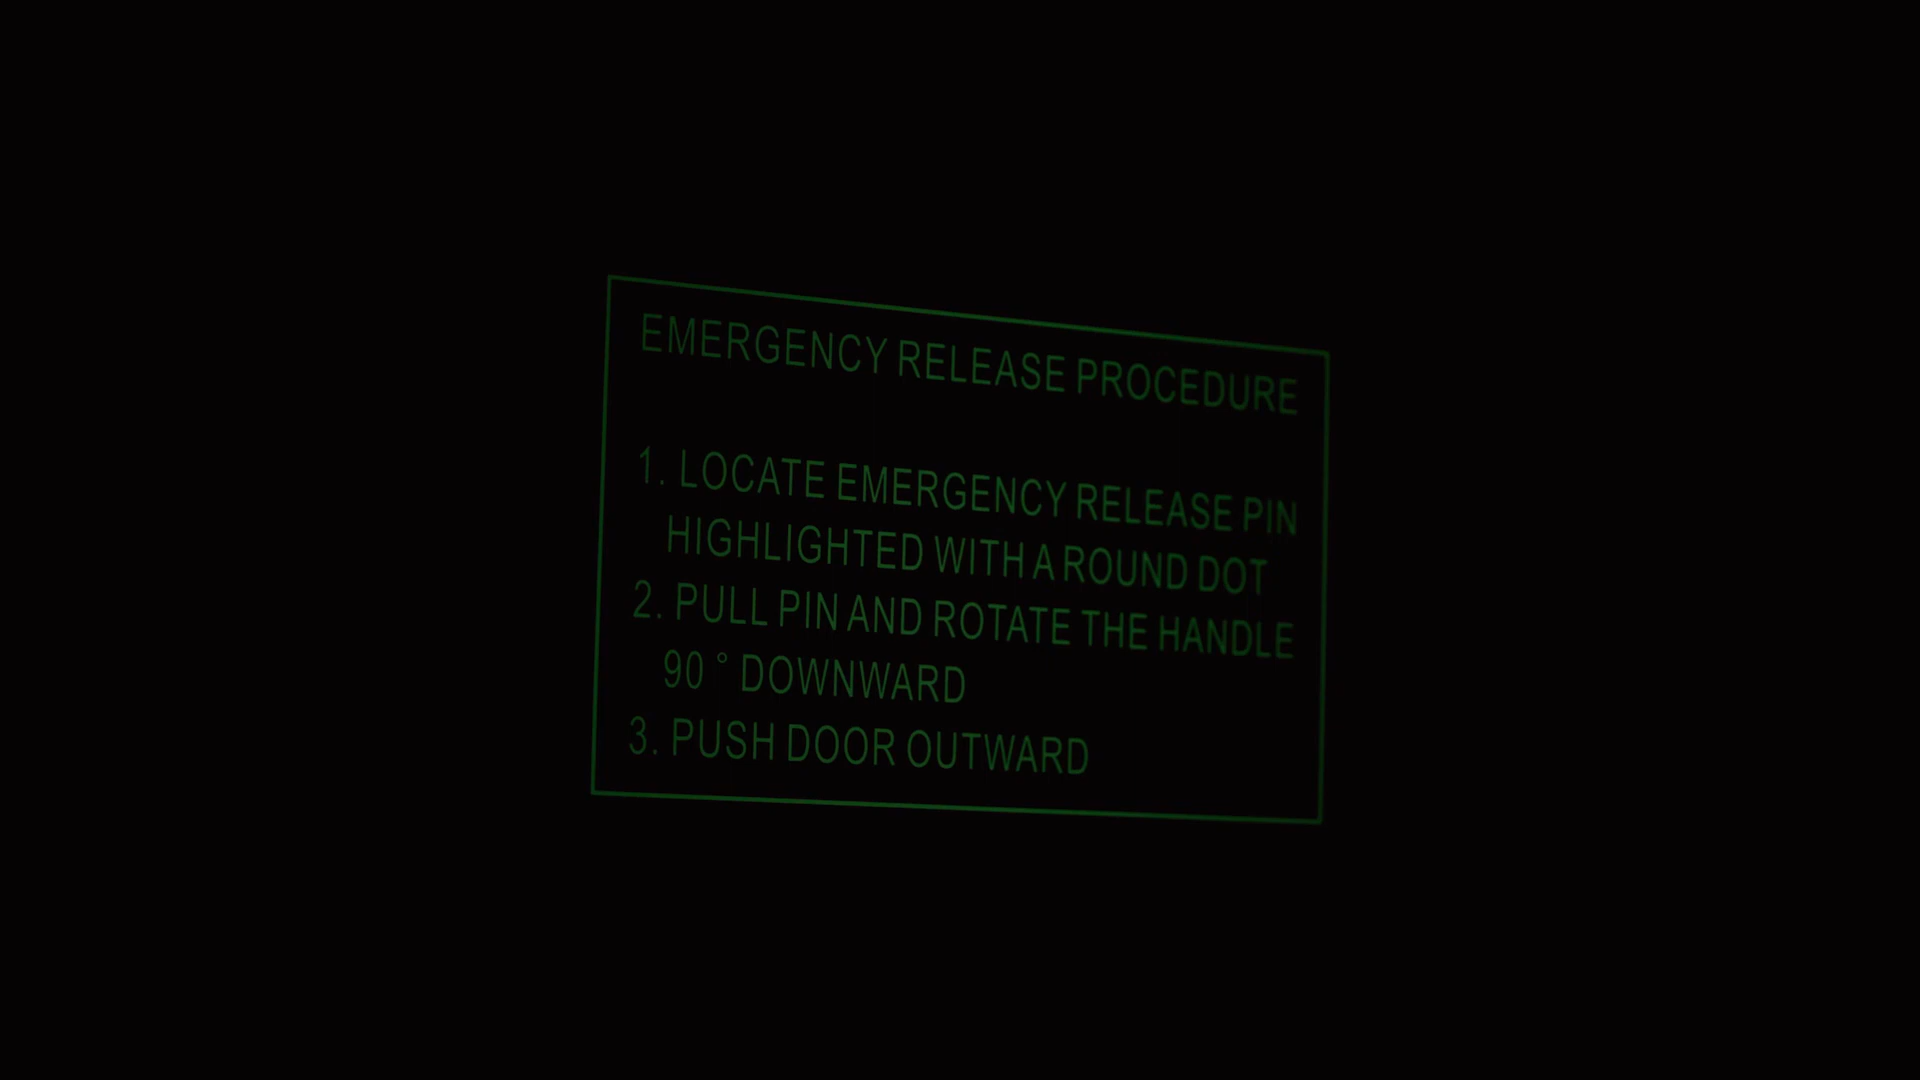 EMERGENCY RELEASE PROCEDURE
1. LOCATE EMERGENCY RELEASE PIN
HIGHLIGHTED WITH A ROUND DOT
2. PULL PIN AND ROTATE THE HANDLE
90 ° DOWNWARD
3. PUSH DOOR OUTWARD